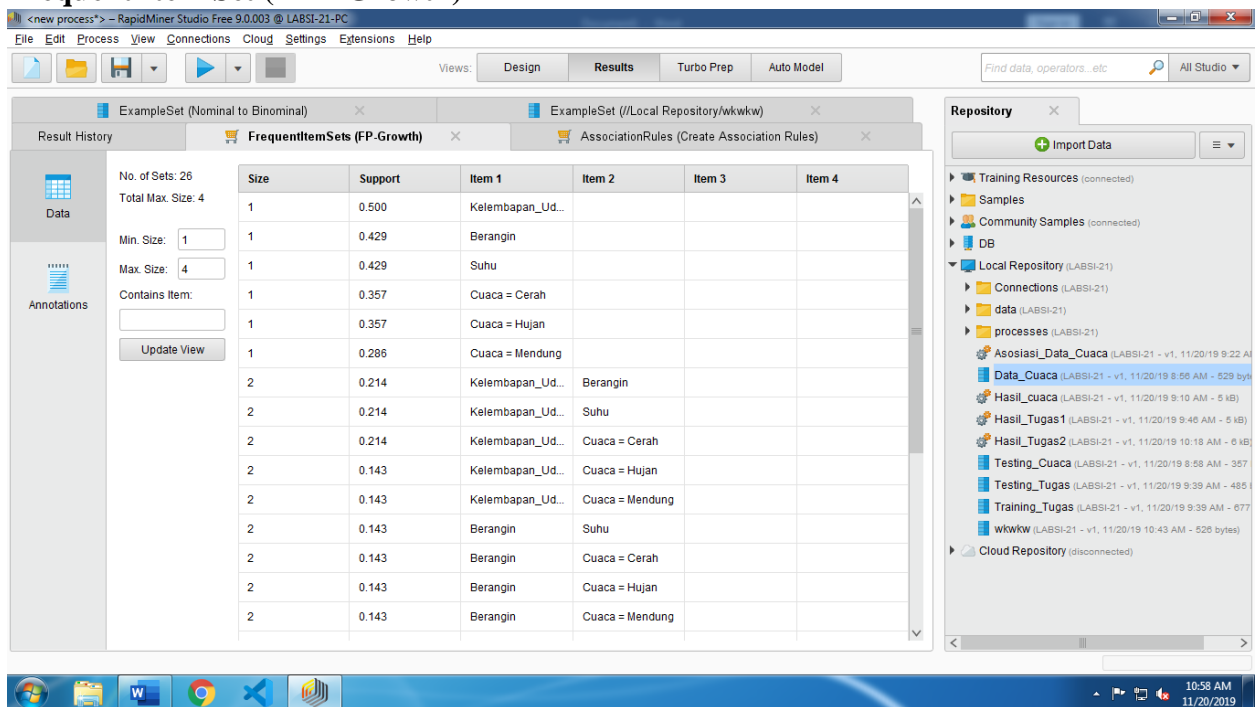 <new process*> – RapidMiner Studio Free 9.0.003 @ LABSI-21-PC
File Edit Process View Connections Cloud Settings Extensions Help
Views: Design Results Turbo Prep Auto Model
Find data, operators...etc
All Studio
ExampleSet (Nominal to Binominal)
ExampleSet (//Local Repository/wkwkw)
Result History
FrequentItemSets (FP-Growth)
AssociationRules (Create Association Rules)
Data
Annotations
No. of Sets: 26
Total Max. Size: 4
Min. Size: 1
Max. Size: 4
Contains Item:
Update View
Size Support Item 1 Item 2 Item 3 Item 4
1 0.500 Kelembapan_Ud...
1 0.429 Berangin
1 0.429 Suhu
1 0.357 Cuaca = Cerah
1 0.357 Cuaca = Hujan
1 0.286 Cuaca = Mendung
2 0.214 Kelembapan_Ud... Berangin
2 0.214 Kelembapan_Ud... Suhu
2 0.214 Kelembapan_Ud... Cuaca = Cerah
2 0.143 Kelembapan_Ud... Cuaca = Hujan
2 0.143 Kelembapan_Ud... Cuaca = Mendung
2 0.143 Berangin Suhu
2 0.143 Berangin Cuaca = Cerah
2 0.143 Berangin Cuaca = Hujan
2 0.143 Berangin Cuaca = Mendung
Repository
Import Data
Training Resources (connected)
Samples
Community Samples (connected)
DB
Local Repository (LABSI-21)
Connections (LABSI-21)
data (LABSI-21)
processes (LABSI-21)
Asosiasi_Data_Cuaca (LABSI-21 - v1, 11/20/19 9:22 A
Data_Cuaca (LABSI-21 - v1, 11/20/19 8:56 AM - 529 byt
Hasil_cuaca (LABSI-21 - v1, 11/20/19 9:10 AM - 5 kB)
Hasil_Tugas1 (LABSI-21 - v1, 11/20/19 9:46 AM - 5 kB)
Hasil_Tugas2 (LABSI-21 - v1, 11/20/19 10:18 AM - 6 kB
Testing_Cuaca (LABSI-21 - v1, 11/20/19 8:58 AM - 357
Testing_Tugas (LABSI-21 - v1, 11/20/19 9:39 AM - 485
Training_Tugas (LABSI-21 - v1, 11/20/19 9:39 AM - 677
wkwkw (LABSI-21 - v1, 11/20/19 10:43 AM - 526 bytes)
Cloud Repository (disconnected)
10:58 AM
11/20/2019